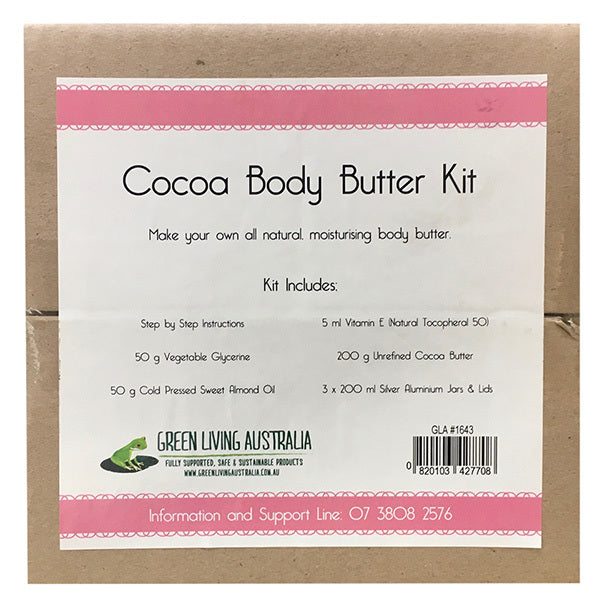 Cocoa Body Butter Kit
Make your own all natural, moisturising body butter.
Kit Includes:
Step by Step Instructions
5 ml Vitamin E (Natural Tocopheral 50)
50 g Vegetable Glycerine
200 g Unrefined Cocoa Butter
50 g Cold Pressed Sweet Almond Oil
3 x 200 ml Silver Aluminium Jars & Lids
GREEN LIVING AUSTRALIA
FULLY SUPPORTED, SAFE & SUSTAINABLE PRODUCTS
WWW.GREENLIVINGAUSTRALIA.COM.AU
GLA #1643
0 820103 427708
Information and Support Line: 07 3808 2576